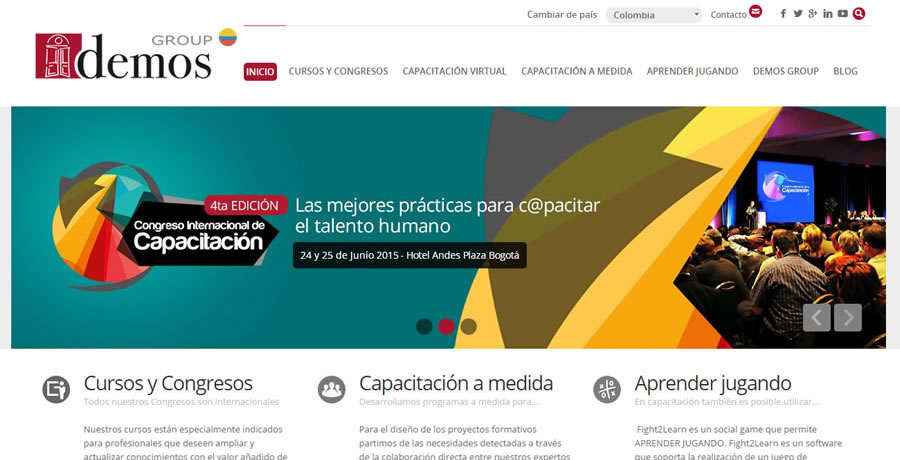 Cambiar de país
Colombia
Contacto
GROUP
demos
INICIO
CURSOS Y CONGRESOS
CAPACITACIÓN VIRTUAL
CAPACITACIÓN A MEDIDA
APRENDER JUGANDO
DEMOS GROUP
BLOG
4ta EDICIÓN
Congreso Internacional de
Capacitación
Las mejores prácticas para c@pacitar
el talento humano
24 y 25 de Junio 2015 - Hotel Andes Plaza Bogotá
Cursos y Congresos
Todos nuestros Congresos son internacionales
Nuestros cursos están especialmente indicados
para profesionales que deseen ampliar y
actualizar conocimientos con el valor añadido de
Capacitación a medida
Desarrollamos programas a medida para...
Para el diseño de los proyectos formativos
partimos de las necesidades detectadas a través
de la colaboración directa entre nuestros expertos
Aprender jugando
En capacitación también es posible utilizar...
Fight2Learn es un social game que permite
APRENDER JUGANDO. Fight2Learn es un software
que soporta la realización de un juego de